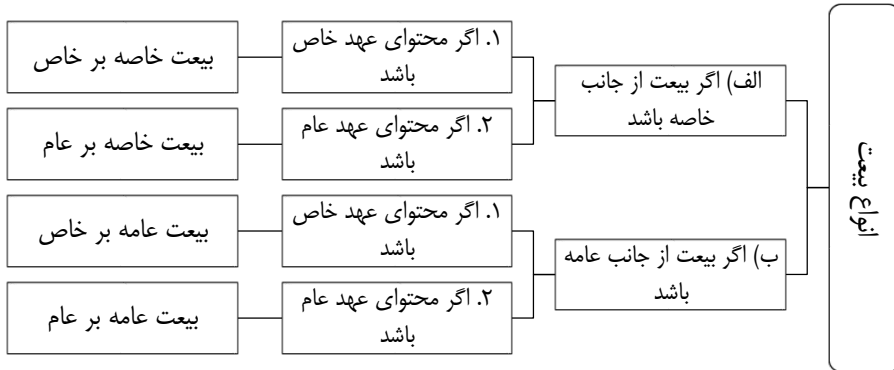 انواع بیعت
الف) اگر بیعت از جانب
خاصه باشد
۱. اگر محتوای عهد خاص
باشد
بیعت خاصه بر خاص
۲. اگر محتوای عهد عام
باشد
بیعت خاصه بر عام
ب) اگر بیعت از جانب عامه
باشد
۱. اگر محتوای عهد خاص
باشد
بیعت عامه بر خاص
۲. اگر محتوای عهد عام
باشد
بیعت عامه بر عام